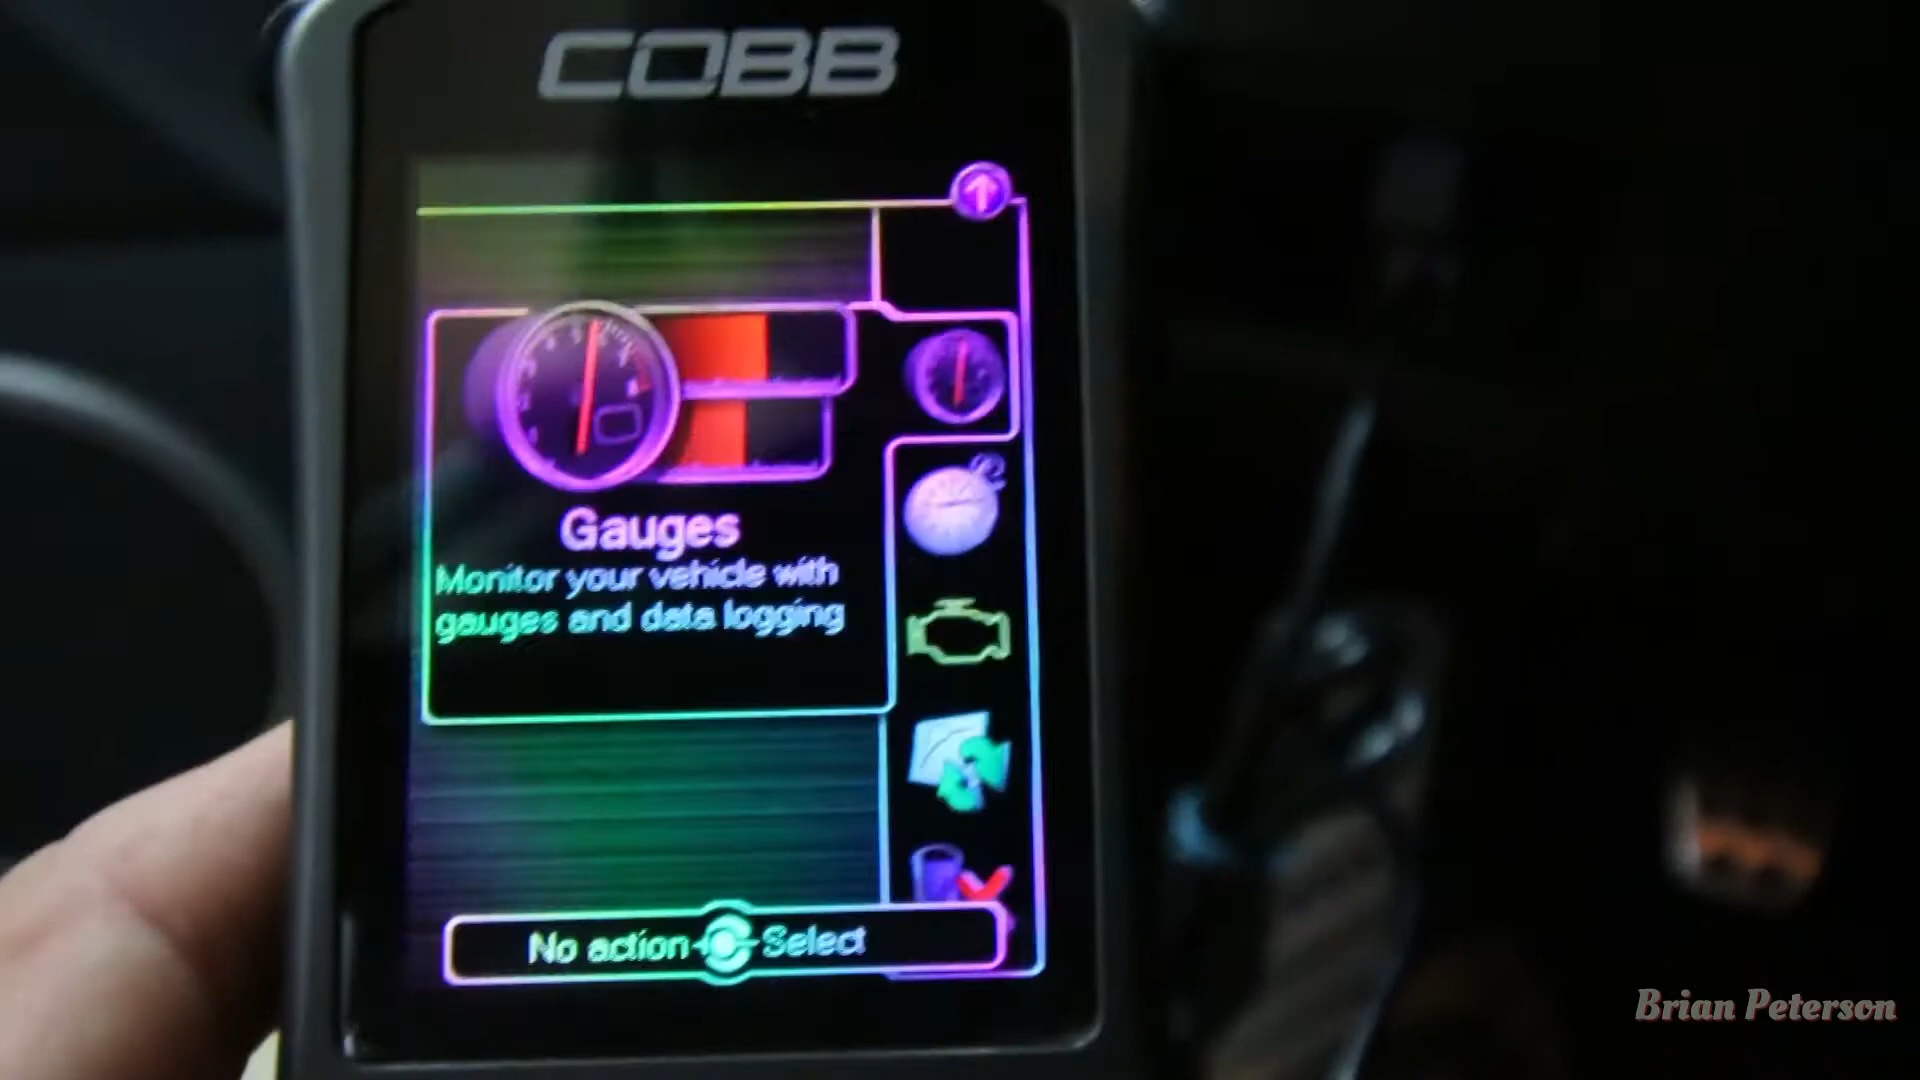 COBB
Gauges
Monitor your vehicle with
gauges and data logging
No action Select
Brian Peterson